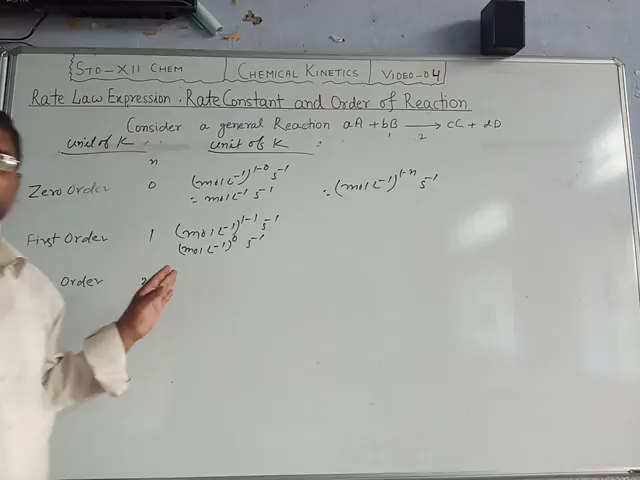 STD-XII CHEM CHEMICAL KINETICS VIDEO-04
Rate Law Expression, Rate Constant and Order of Reaction
Consider a general Reaction aA + bB → cC + dD
unit of K unit of K
n
Zero Order 0 (mol L⁻¹)¹⁻⁰ s⁻¹ = (mol L⁻¹)¹⁻ⁿ s⁻¹
= mol L⁻¹ s⁻¹
First Order 1 (mol L⁻¹)¹⁻¹ s⁻¹
(mol L⁻¹)⁰ s⁻¹
Order 2